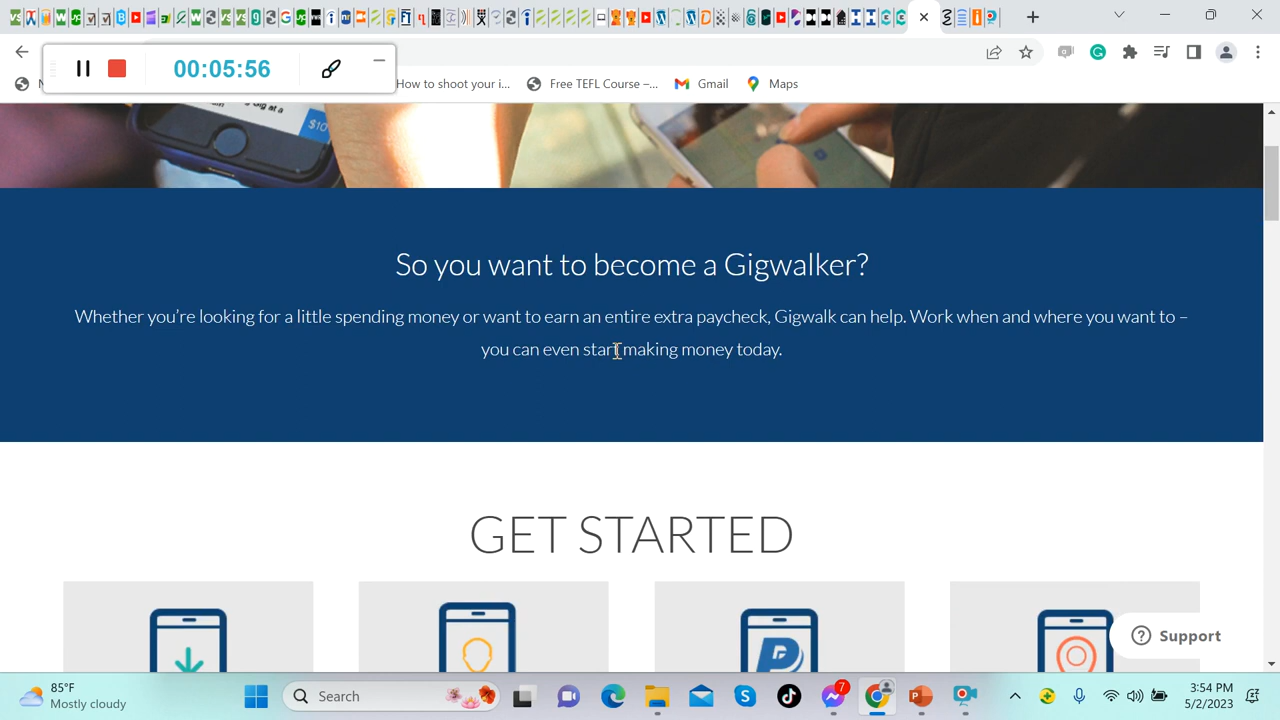 00:05:56
How to shoot your i...
Free TEFL Course –...
Gmail
Maps
$10
So you want to become a Gigwalker?
Whether you're looking for a little spending money or want to earn an entire extra paycheck, Gigwalk can help. Work when and where you want to –
you can even start making money today.
GET STARTED
Support
85°F
Mostly cloudy
Search
7
3:54 PM
5/2/2023